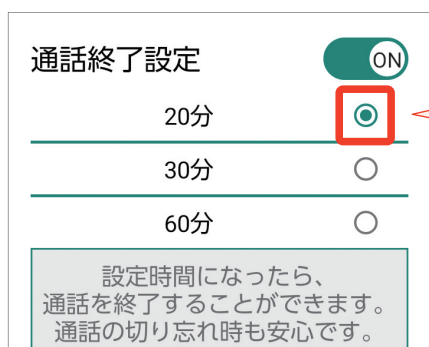 通話終了設定 ON
20分
30分
60分
設定時間になったら、
通話を終了することができます。
通話の切り忘れ時も安心です。